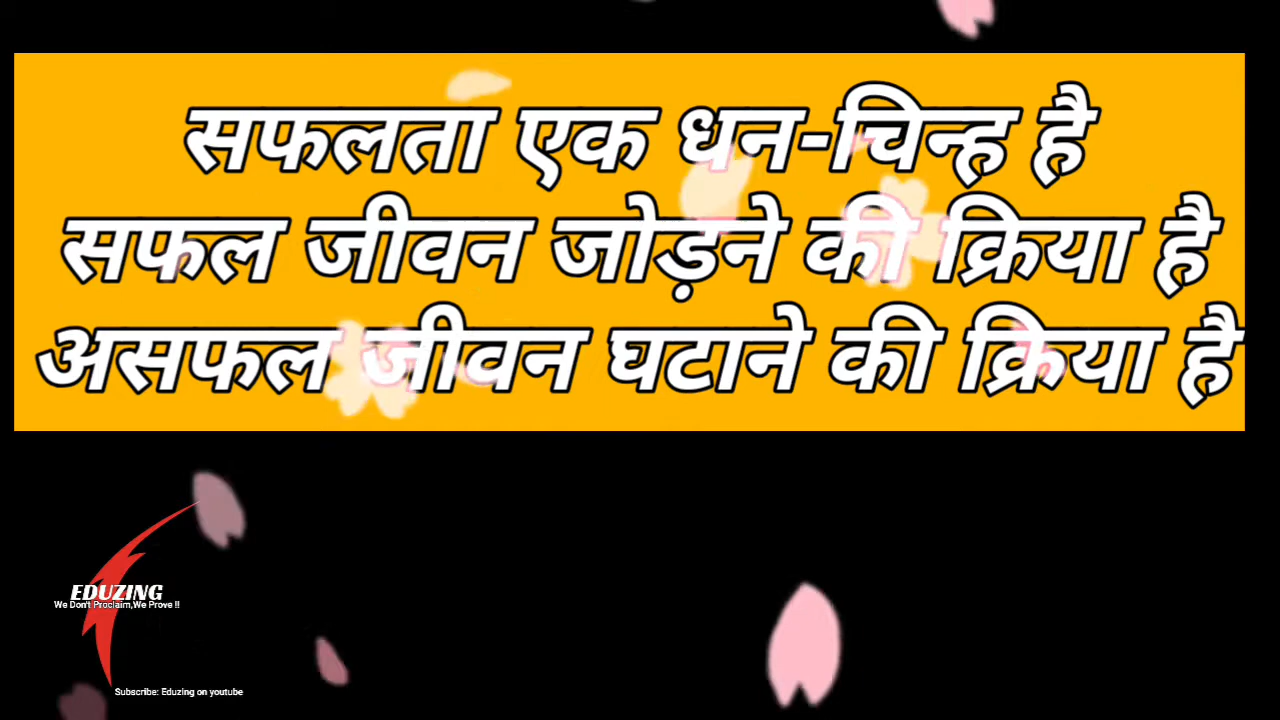 सफलता एक धन-चिन्ह है
सफल जीवन जोड़ने की क्रिया है
असफल जीवन घटाने की क्रिया है
EDUZING
We Don't Proclaim,We Prove !!
Subscribe: Eduzing on youtube